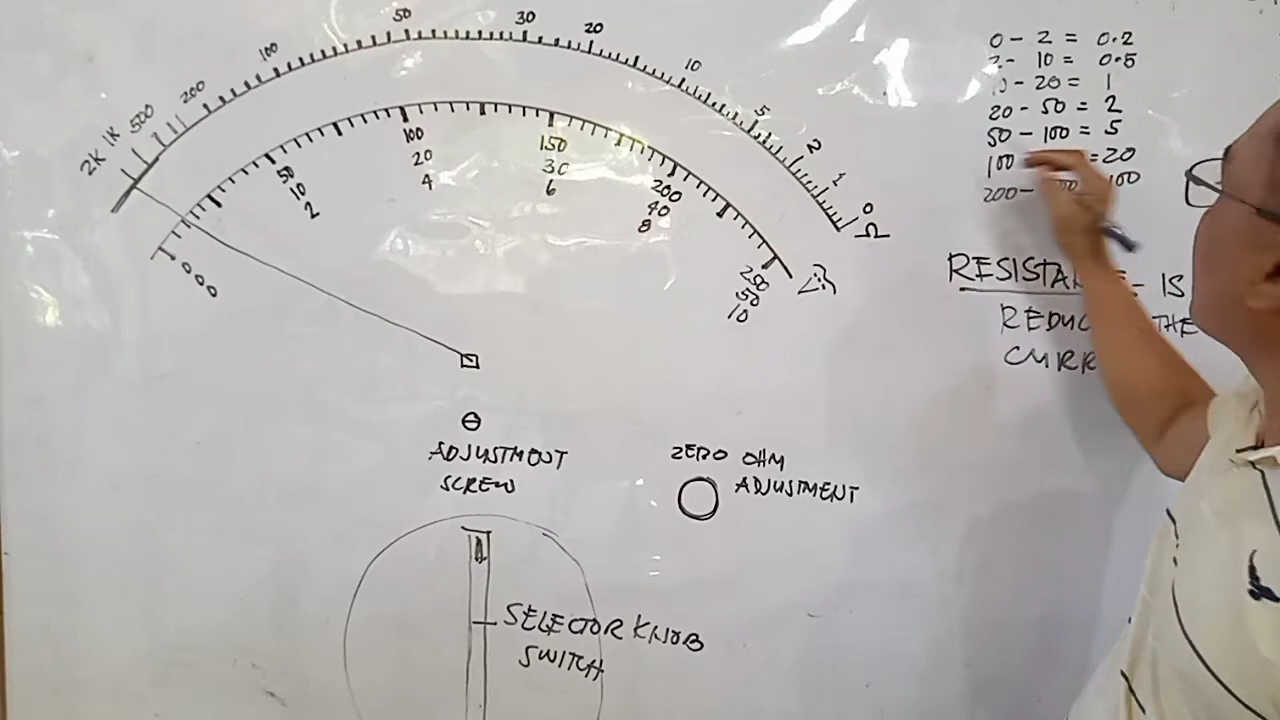 50 30 20
100 10
200 5
500 2
1K 1
2K 0
Ω
100 150
50 20 30 200
10 4 6 40
2 8
0 250
0 50
0 10
0 - 2 = 0.2
- 10 = 0.5
- 20 = 1
20 - 50 = 2
50 - 100 = 5
100 = 20
200 - 100
RESISTAN - IS
REDUC THE
CURR
ADJUSTMENT
SCREW
ZERO OHM
ADJUSTMENT
SELECTOR KNOB
SWITCH